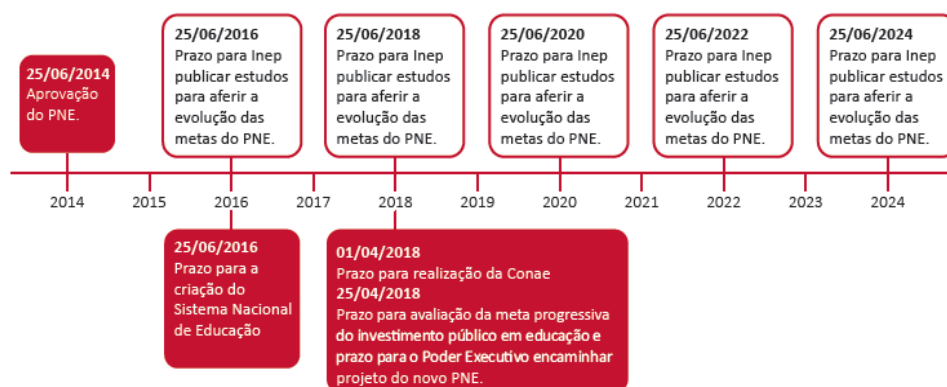 25/06/2014
Aprovação
do PNE.
25/06/2016
Prazo para Inep
publicar estudos
para aferir a
evolução das
metas do PNE.
25/06/2018
Prazo para Inep
publicar estudos
para aferir a
evolução das
metas do PNE.
25/06/2020
Prazo para Inep
publicar estudos
para aferir a
evolução das
metas do PNE.
25/06/2022
Prazo para Inep
publicar estudos
para aferir a
evolução das
metas do PNE.
25/06/2024
Prazo para Inep
publicar estudos
para aferir a
evolução das
metas do PNE.
2014 2015 2016 2017 2018 2019 2020 2021 2022 2023 2024
25/06/2016
Prazo para a
criação do
Sistema Nacional
de Educação
01/04/2018
Prazo para realização da Conae
25/04/2018
Prazo para avaliação da meta progressiva
do investimento público em educação e
prazo para o Poder Executivo encaminhar
projeto do novo PNE.